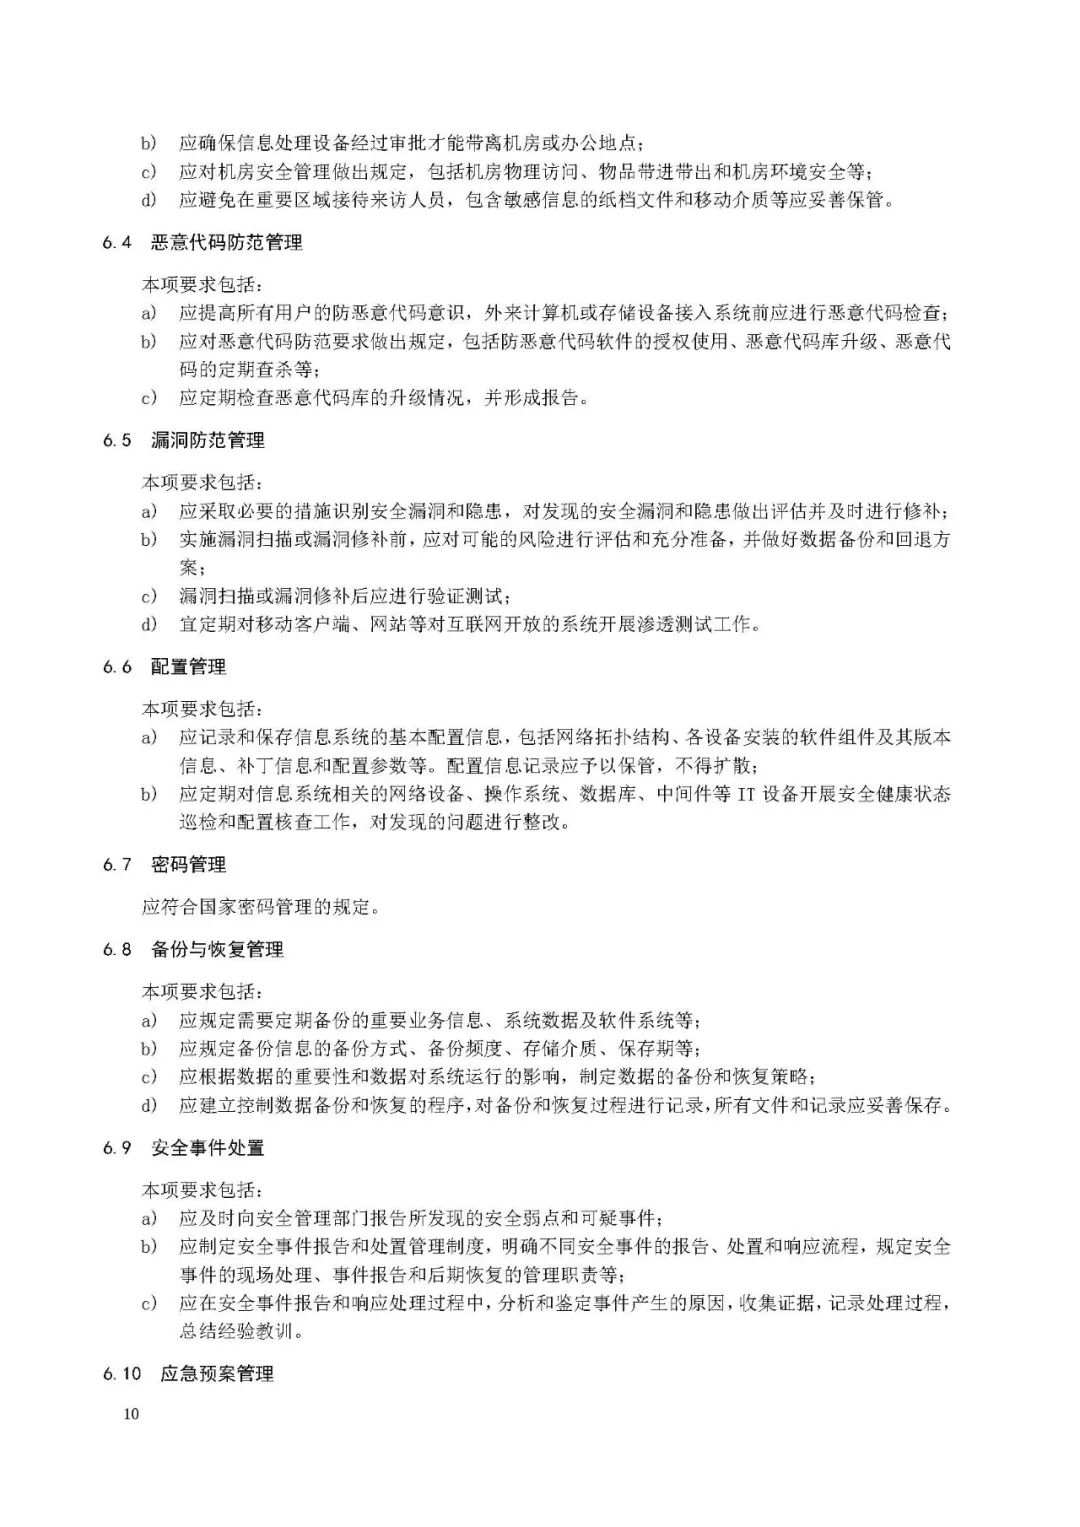 b) 应确保信息处理设备经过审批才能带离机房或办公地点；
c) 应对机房安全管理做出规定，包括机房物理访问、物品带进带出和机房环境安全等；
d) 应避免在重要区域接待来访人员，包含敏感信息的纸档文件和移动介质等应妥善保管。
6.4 恶意代码防范管理
本项要求包括：
a) 应提高所有用户的防恶意代码意识，外来计算机或存储设备接入系统前应进行恶意代码检查；
b) 应对恶意代码防范要求做出规定，包括防恶意代码软件的授权使用、恶意代码库升级、恶意代
码的定期查杀等；
c) 应定期检查恶意代码库的升级情况，并形成报告。
6.5 漏洞防范管理
本项要求包括：
a) 应采取必要的措施识别安全漏洞和隐患，对发现的安全漏洞和隐患做出评估并及时进行修补；
b) 实施漏洞扫描或漏洞修补前，应对可能的风险进行评估和充分准备，并做好数据备份和回退方
案；
c) 漏洞扫描或漏洞修补后应进行验证测试；
d) 宜定期对移动客户端、网站等对互联网开放的系统开展渗透测试工作。
6.6 配置管理
本项要求包括：
a) 应记录和保存信息系统的基本配置信息，包括网络拓扑结构、各设备安装的软件组件及其版本
信息、补丁信息和配置参数等。配置信息记录应予以保管，不得扩散；
b) 应定期对信息系统相关的网络设备、操作系统、数据库、中间件等 IT 设备开展安全健康状态
巡检和配置核查工作，对发现的问题进行整改。
6.7 密码管理
应符合国家密码管理的规定。
6.8 备份与恢复管理
本项要求包括：
a) 应规定需要定期备份的重要业务信息、系统数据及软件系统等；
b) 应规定备份信息的备份方式、备份频度、存储介质、保存期等；
c) 应根据数据的重要性和数据对系统运行的影响，制定数据的备份和恢复策略；
d) 应建立控制数据备份和恢复的程序，对备份和恢复过程进行记录，所有文件和记录应妥善保存。
6.9 安全事件处置
本项要求包括：
a) 应及时向安全管理部门报告所发现的安全弱点和可疑事件；
b) 应制定安全事件报告和处置管理制度，明确不同安全事件的报告、处置和响应流程，规定安全
事件的现场处理、事件报告和后期恢复的管理职责等；
c) 应在安全事件报告和响应处理过程中，分析和鉴定事件产生的原因，收集证据，记录处理过程，
总结经验教训。
6.10 应急预案管理
10